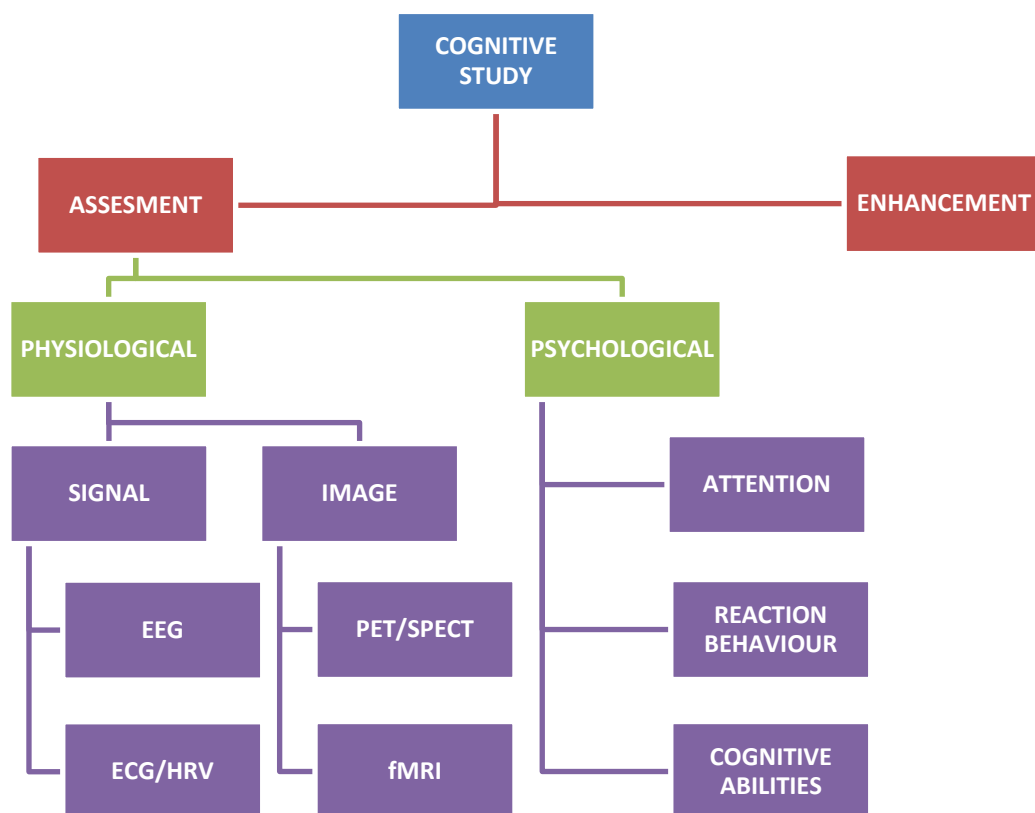 COGNITIVE
STUDY
ASSESMENT
ENHANCEMENT
PHYSIOLOGICAL
PSYCHOLOGICAL
SIGNAL
IMAGE
ATTENTION
EEG
PET/SPECT
REACTION
BEHAVIOUR
ECG/HRV
fMRI
COGNITIVE
ABILITIES